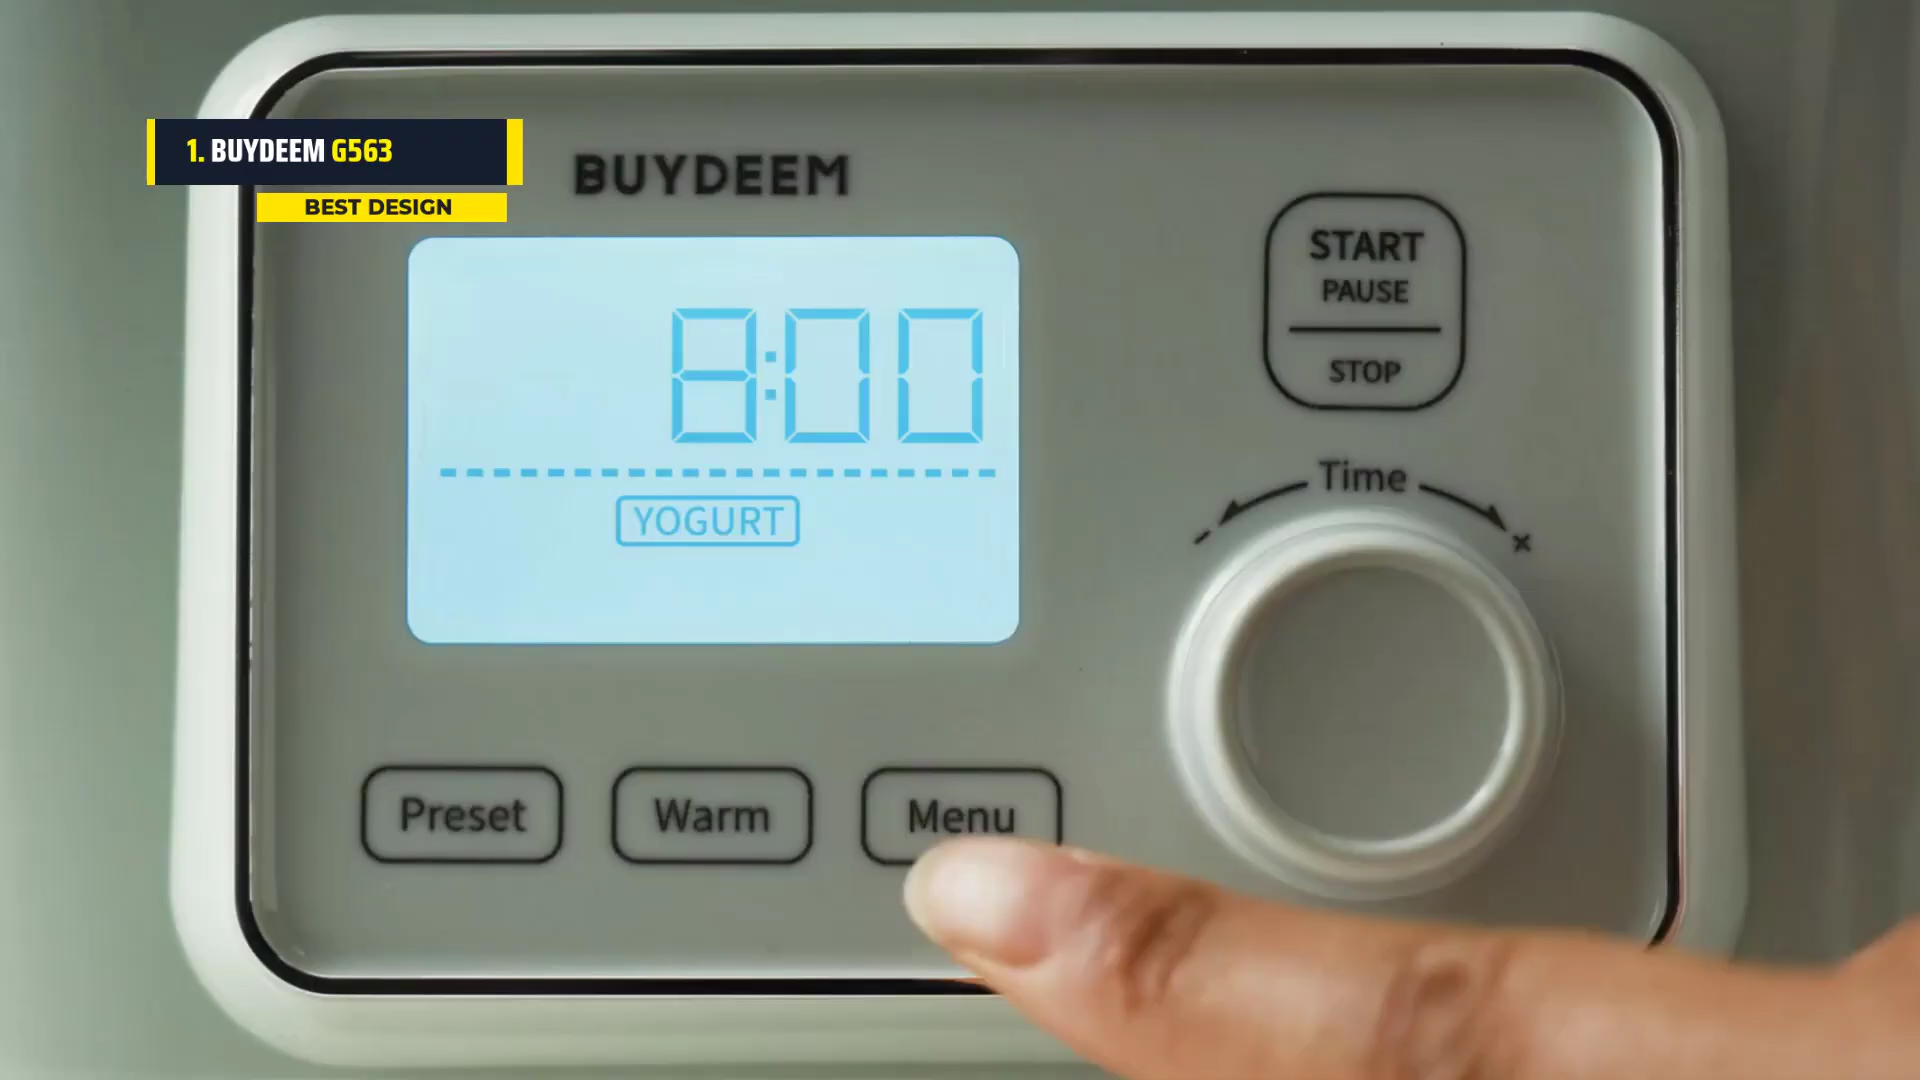 1. BUYDEEM G563
BEST DESIGN
BUYDEEM
8:00
YOGURT
START
PAUSE
STOP
Time
- +
Preset
Warm
Menu